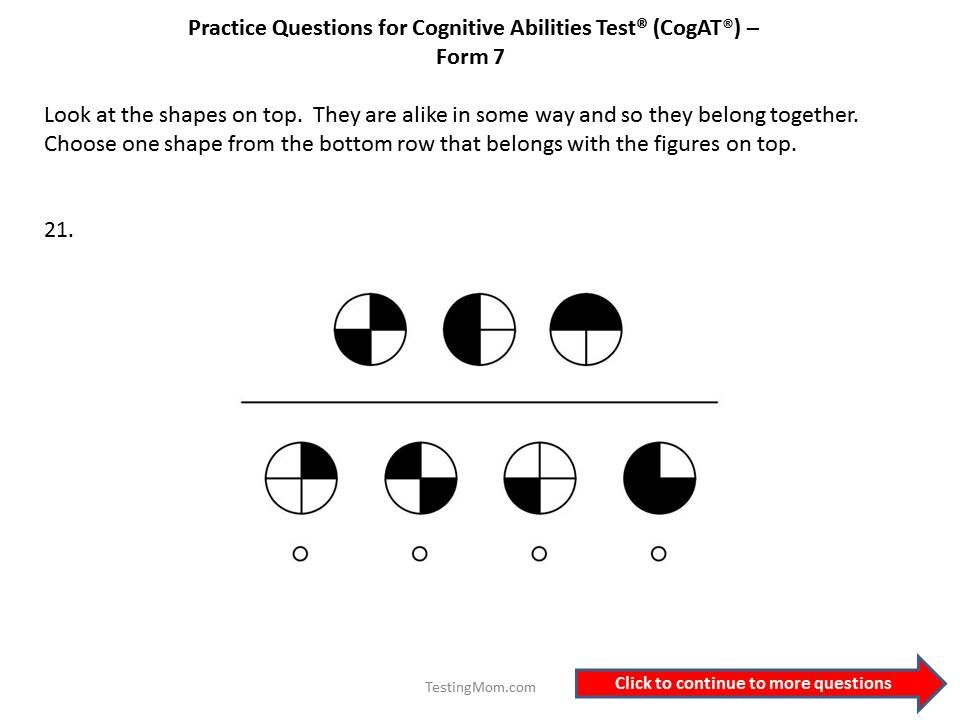 Practice Questions for Cognitive Abilities Test® (CogAT®) –
Form 7
Look at the shapes on top.  They are alike in some way and so they belong together.
Choose one shape from the bottom row that belongs with the figures on top.
21.
TestingMom.com
Click to continue to more questions